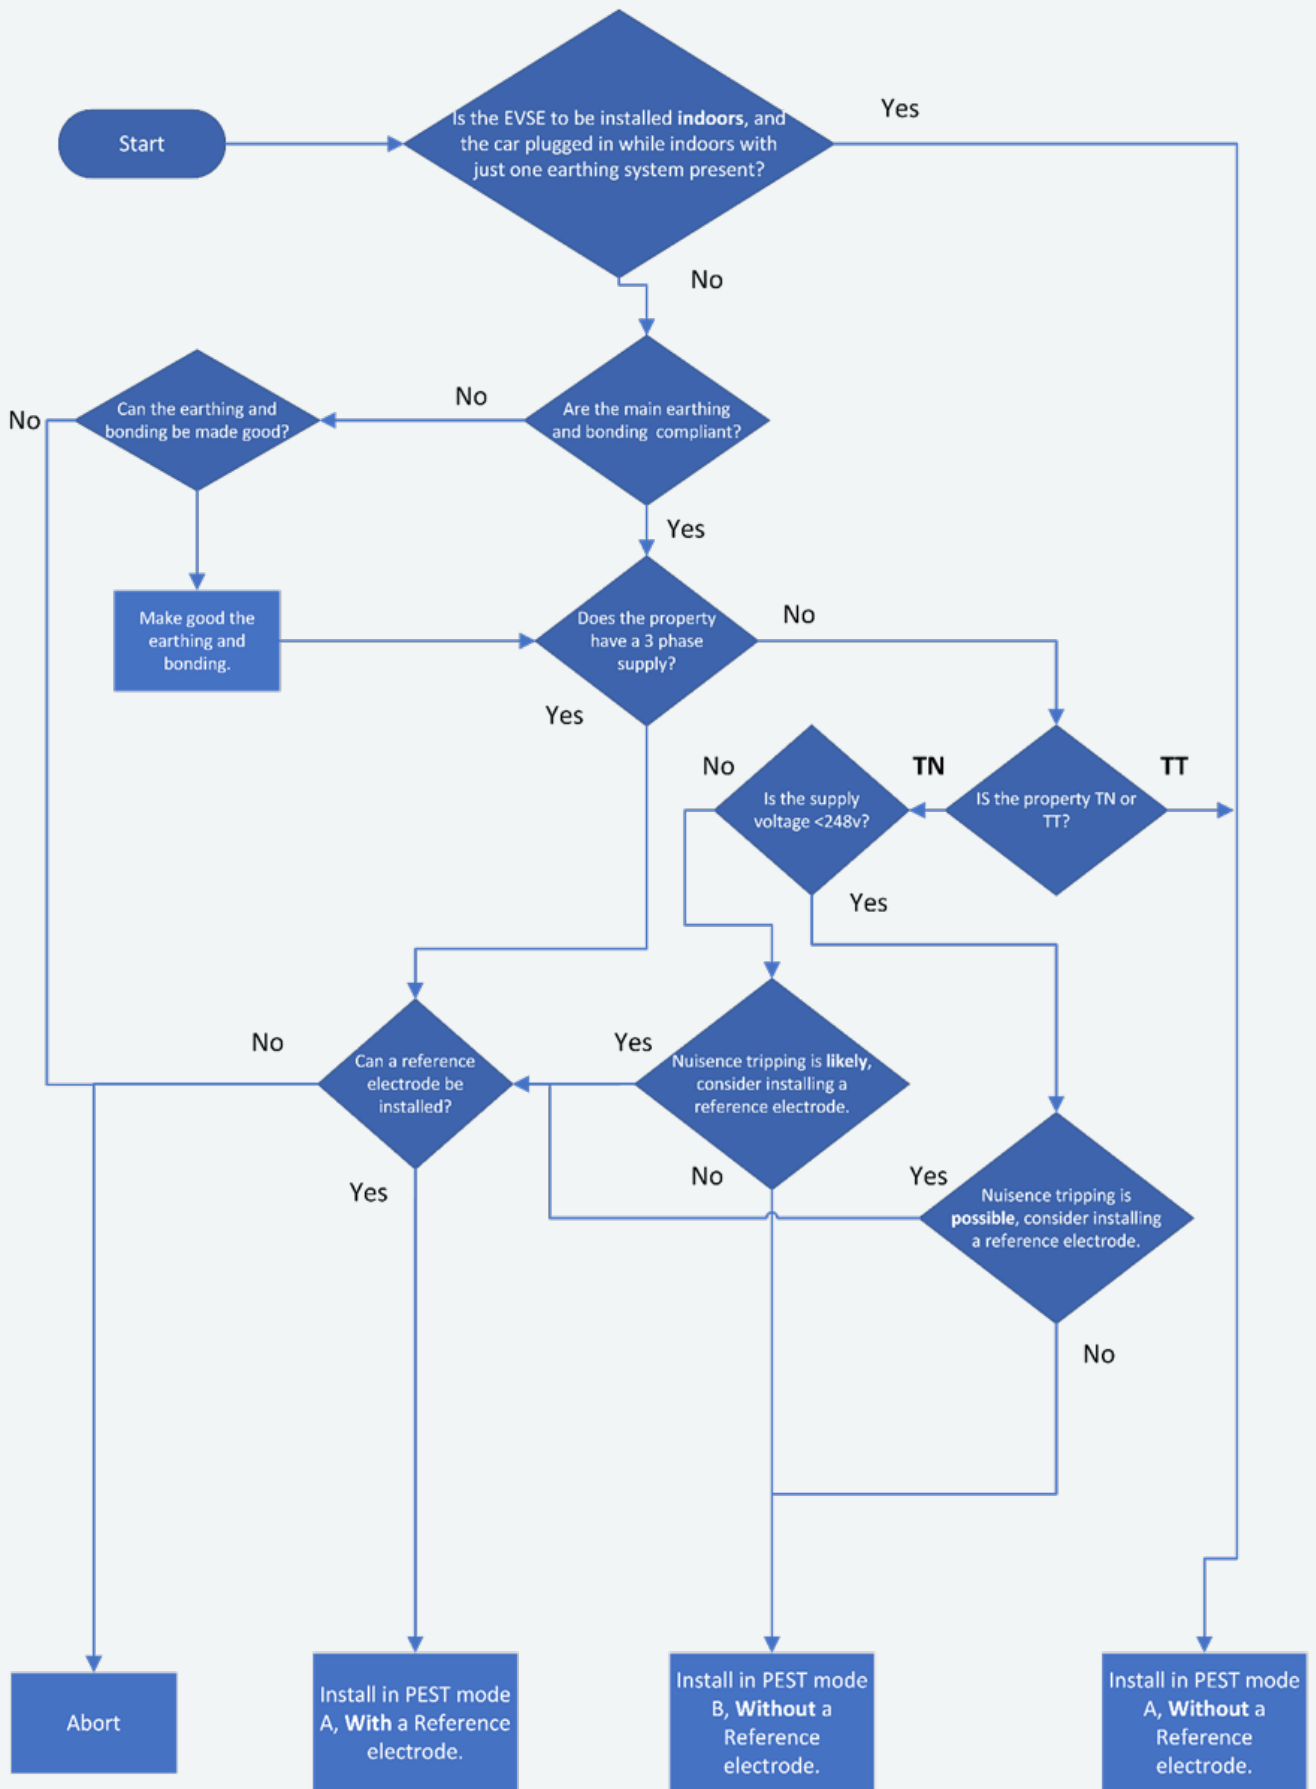 Start
Is the EVSE to be installed indoors, and
the car plugged in while indoors with
just one earthing system present?
Yes
No
Can the earthing and
bonding be made good?
No
No
Are the main earthing
and bonding compliant?
Yes
Make good the
earthing and
bonding.
Does the property
have a 3 phase
supply?
No
Yes
No
Is the supply
voltage <248v?
TN
IS the property TN or
TT?
TT
Yes
No
Can a reference
electrode be
installed?
Yes
Nuisence tripping is likely,
consider installing a
reference electrode.
Yes
No
Yes
Nuisence tripping is
possible, consider installing
a reference electrode.
No
Abort
Install in PEST mode
A, With a Reference
electrode.
Install in PEST mode
B, Without a
Reference
electrode.
Install in PEST mode
A, Without a
Reference
electrode.